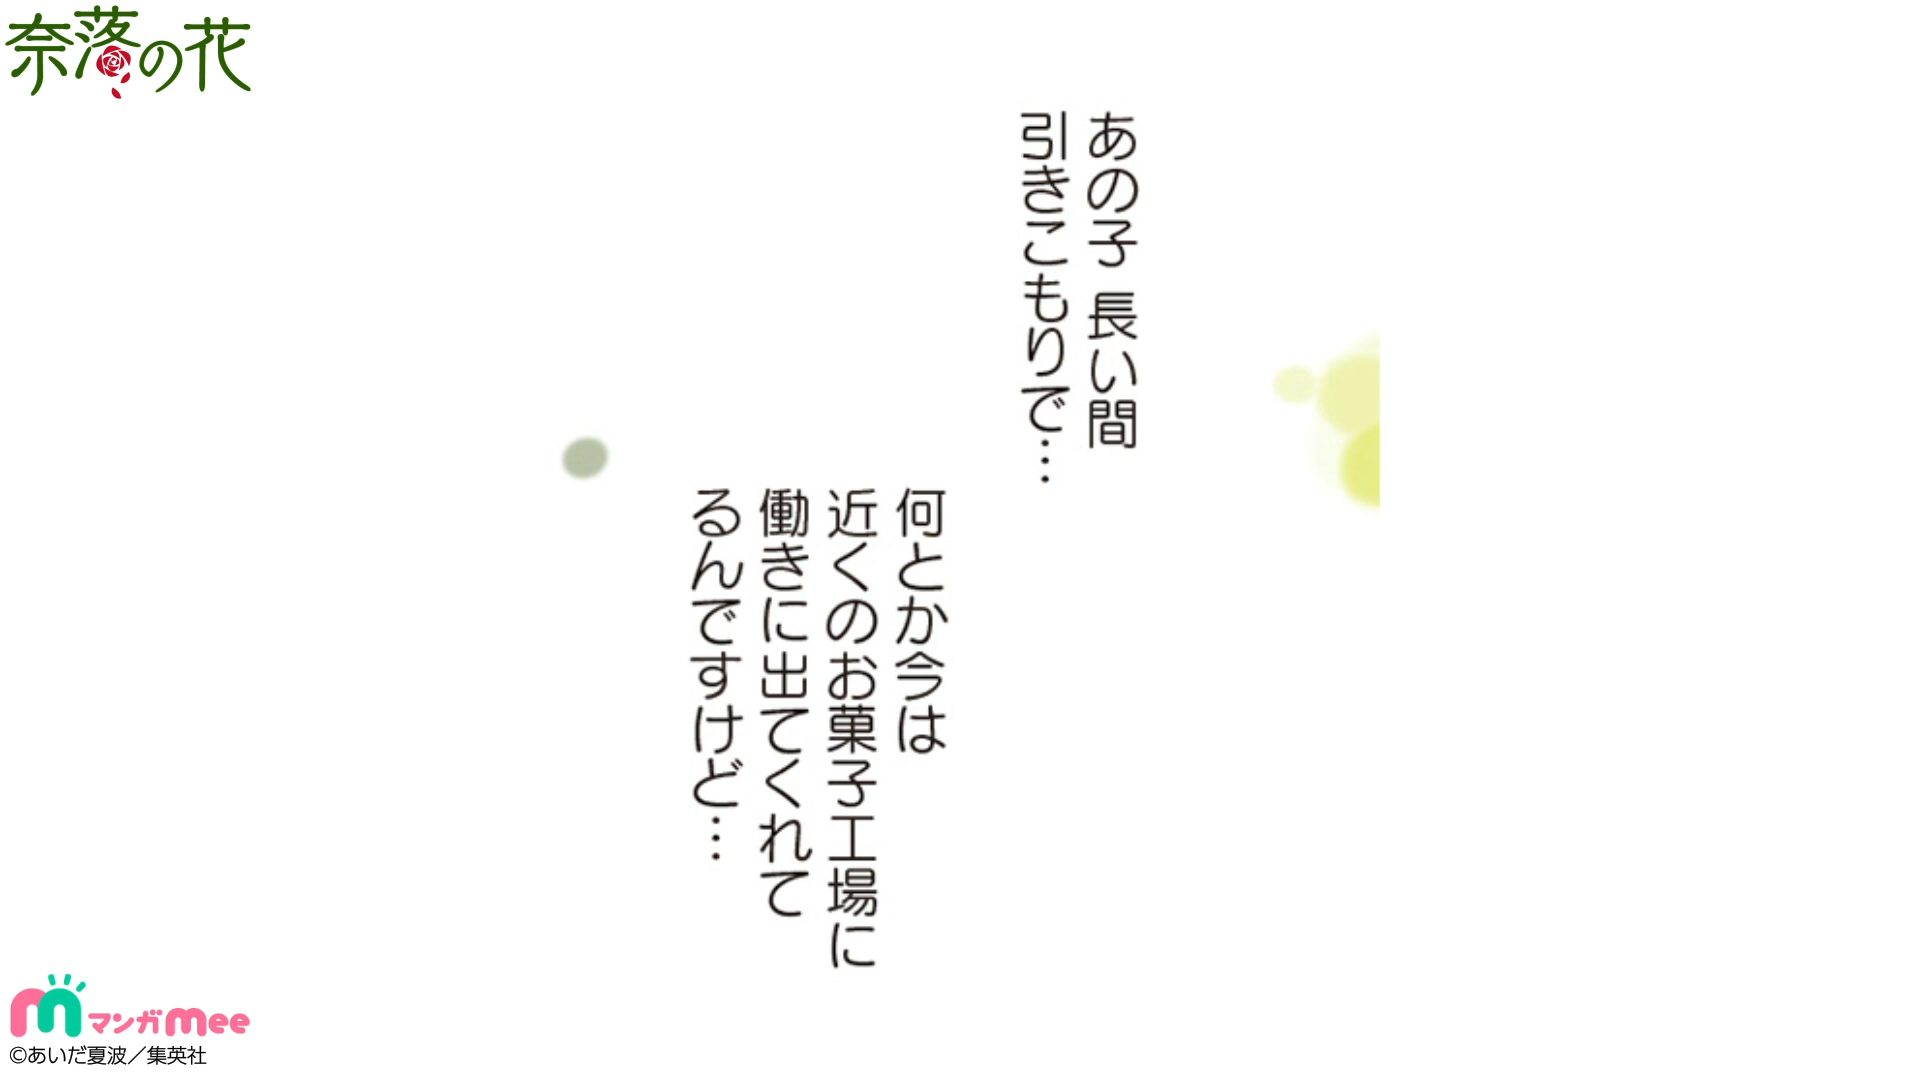 奈落の花
あの子 長い間
引きこもりで…
何とか今は
近くのお菓子工場に
働きに出てくれて
るんですけど…
マンガmee
©あいだ夏波／集英社